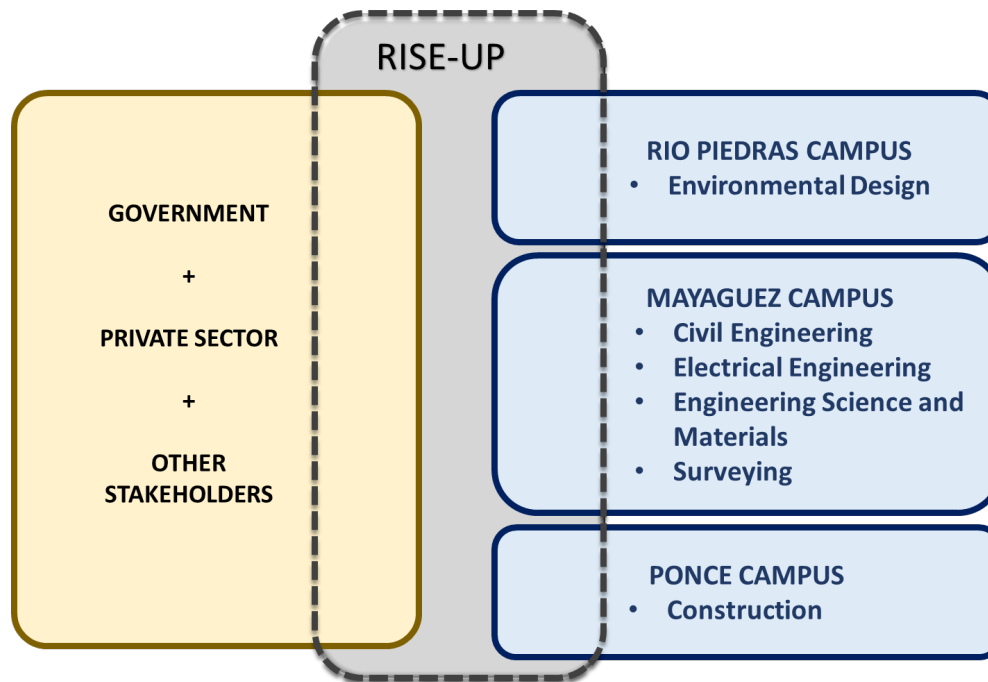 RISE-UP
GOVERNMENT
+
PRIVATE SECTOR
+
OTHER
STAKEHOLDERS
RIO PIEDRAS CAMPUS
• Environmental Design
MAYAGUEZ CAMPUS
• Civil Engineering
• Electrical Engineering
• Engineering Science and
Materials
• Surveying
PONCE CAMPUS
• Construction